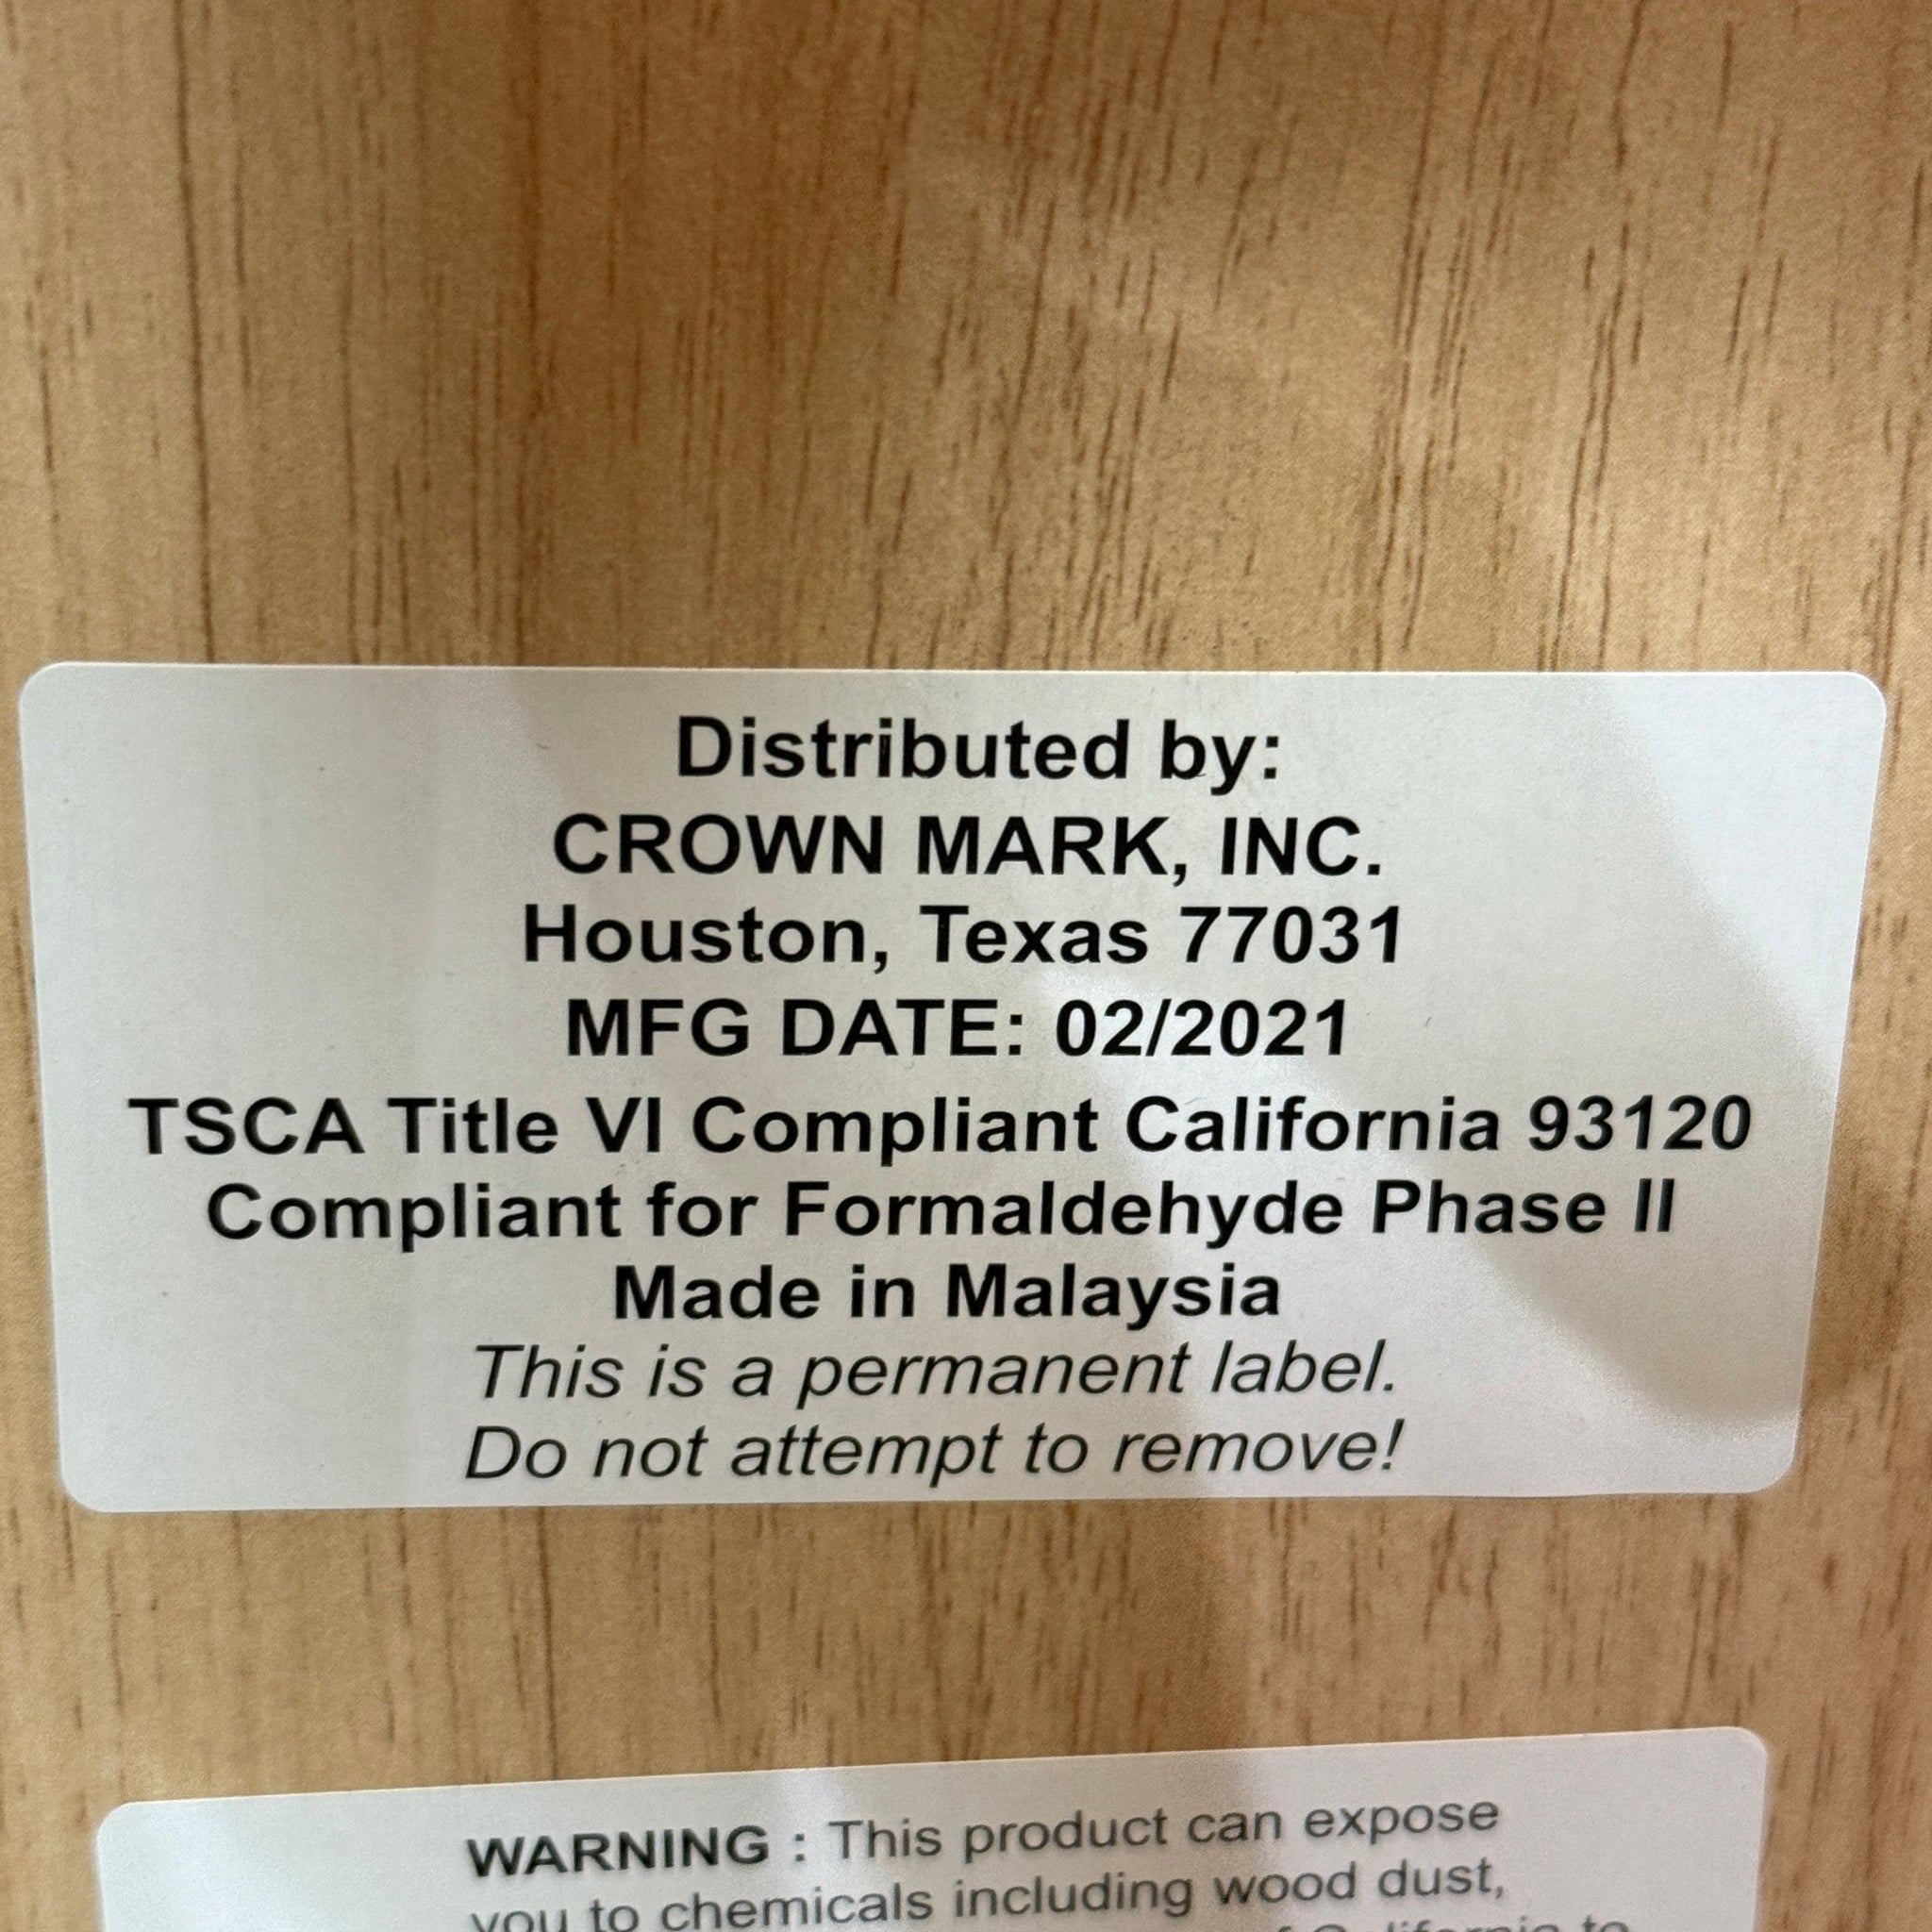 Distributed by:
CROWN MARK, INC.
Houston, Texas 77031
MFG DATE: 02/2021
TSCA Title VI Compliant California 93120
Compliant for Formaldehyde Phase II
Made in Malaysia
This is a permanent label.
Do not attempt to remove!
WARNING : This product can expose
you to chemicals including wood dust,
California to